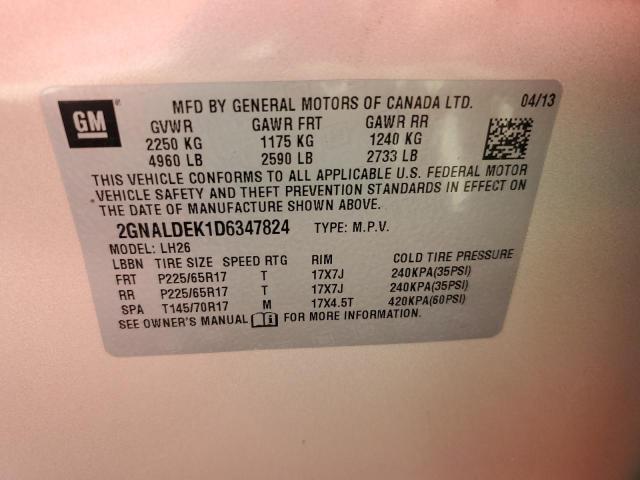 GM
MFD BY GENERAL MOTORS OF CANADA LTD. 04/13
GVWR GAWR FRT GAWR RR
2250 KG 1175 KG 1240 KG
4960 LB 2590 LB 2733 LB
THIS VEHICLE CONFORMS TO ALL APPLICABLE U.S. FEDERAL MOTOR
VEHICLE SAFETY AND THEFT PREVENTION STANDARDS IN EFFECT ON
THE DATE OF MANUFACTURE SHOWN ABOVE.
2GNALDEK1D6347824 TYPE: M.P.V.
MODEL: LH26
LBBN TIRE SIZE SPEED RTG RIM COLD TIRE PRESSURE
FRT P225/65R17 T 17X7J 240KPA(35PSI)
RR P225/65R17 T 17X7J 240KPA(35PSI)
SPA T145/70R17 M 17X4.5T 420KPA(60PSI)
SEE OWNER'S MANUAL FOR MORE INFORMATION.